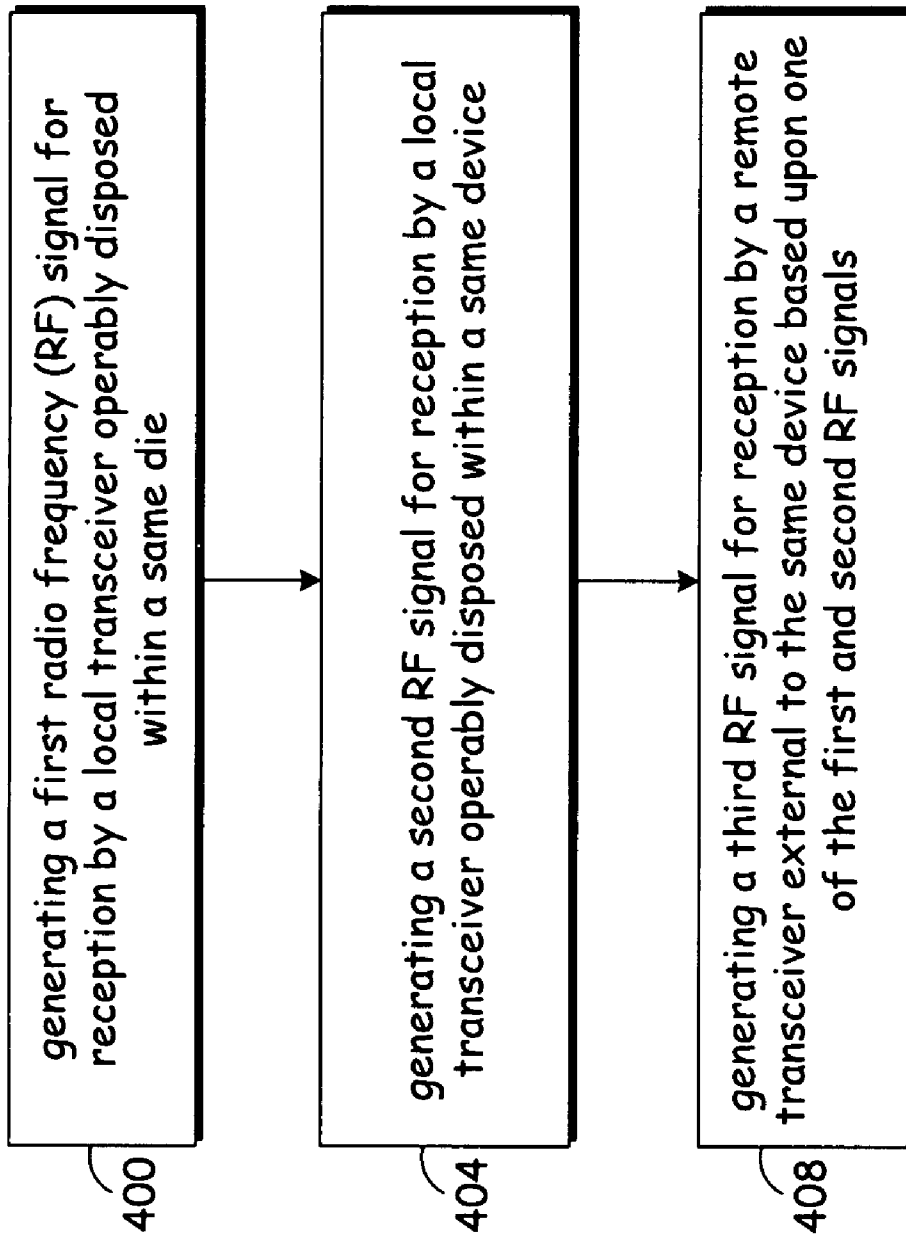 generating a first radio frequency (RF) signal for
reception by a local transceiver operably disposed
within a same die
400
generating a second RF signal for reception by a local
transceiver operably disposed within a same device
404
generating a third RF signal for reception by a remote
transceiver external to the same device based upon one
of the first and second RF signals
408